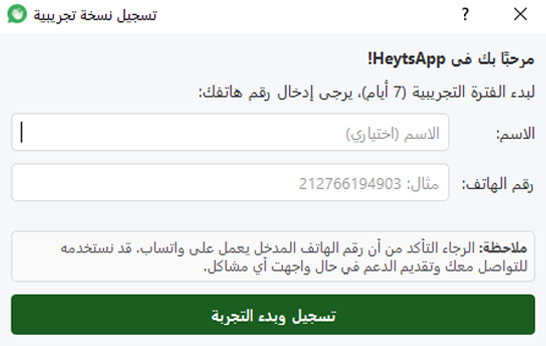 تسجيل نسخة تجريبية
?
مرحبًا بك في HeytsApp!
لبدء الفترة التجريبية (7 أيام)، يرجى إدخال رقم هاتفك:
الاسم:
الاسم (اختياري)
رقم الهاتف:
مثال: 212766194903
ملاحظة: الرجاء التأكد من أن رقم الهاتف المدخل يعمل على واتساب. قد نستخدمه
للتواصل معك وتقديم الدعم في حال واجهت أي مشاكل.
تسجيل وبدء التجربة